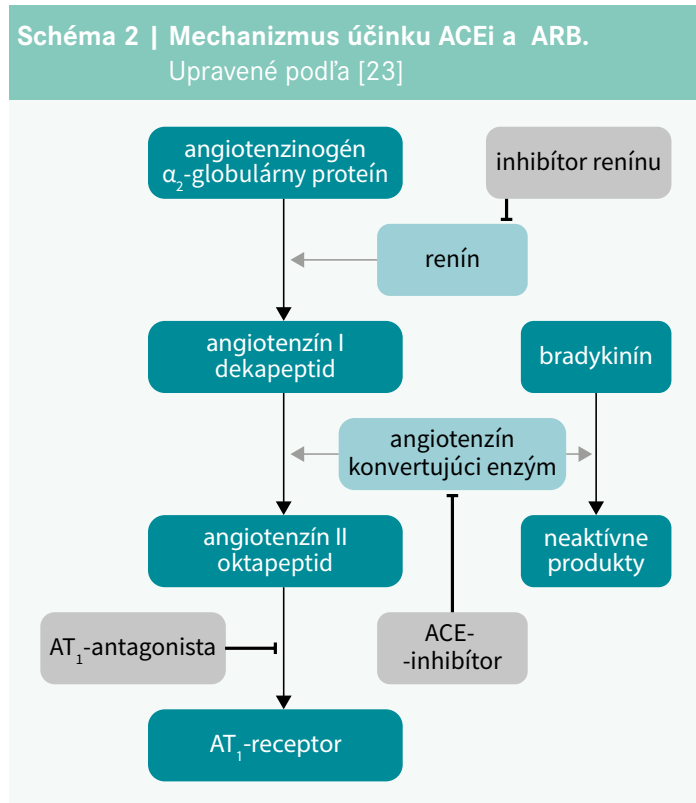 Schéma 2 | Mechanizmus účinku ACEi a ARB.
Upravené podľa [23]
angiotenzinogén
α₂-globulárny proteín
inhibítor renínu
renín
angiotenzín I
dekapeptid
bradykinín
angiotenzín
konvertujúci enzým
angiotenzín II
oktapeptid
neaktívne
produkty
AT₁-antagonista
ACE-
-inhibítor
AT₁-receptor